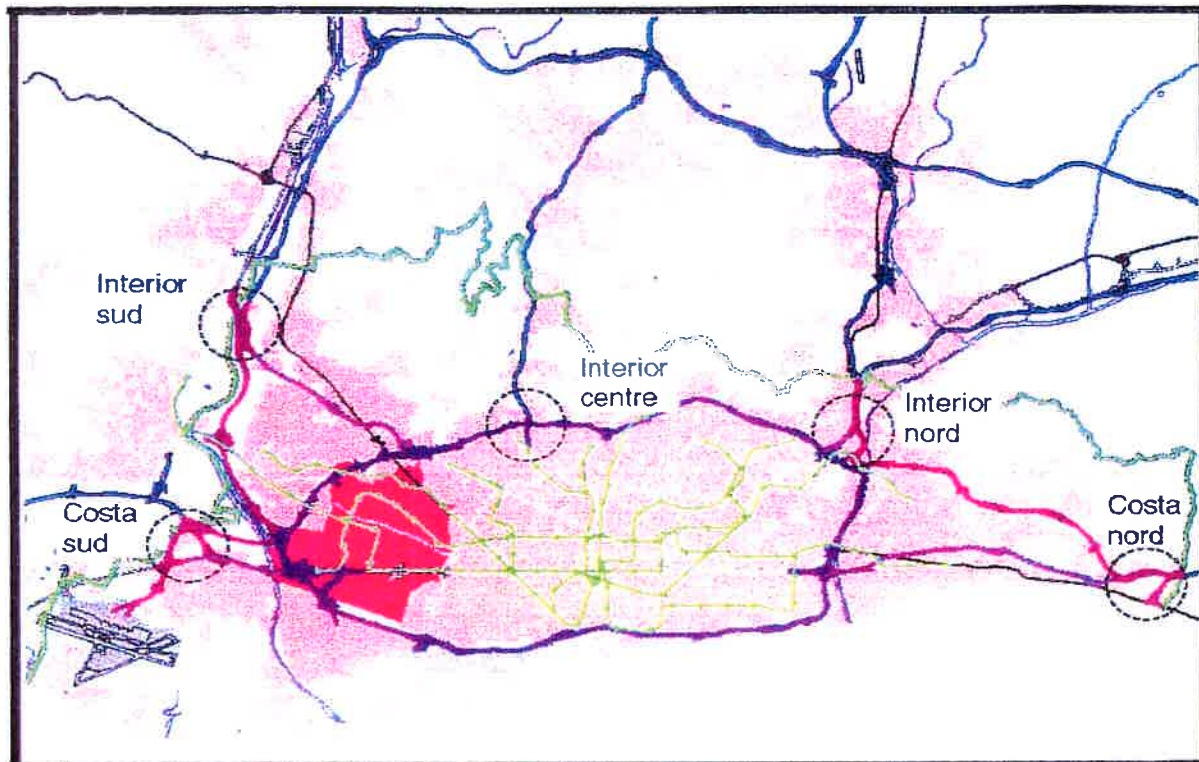 Interior
sud
Interior
centre
Interior
nord
Costa
sud
Costa
nord